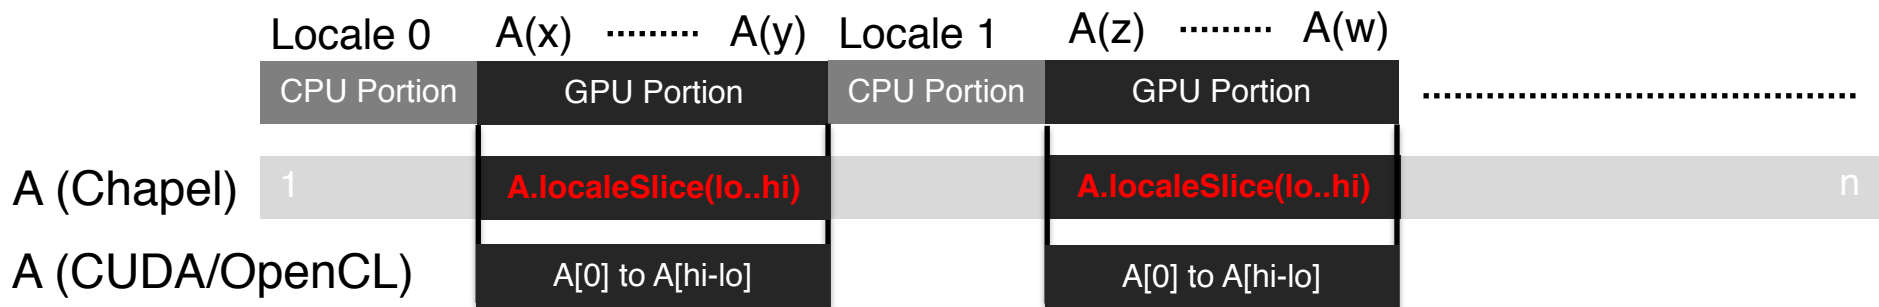 Locale 0 A(x) ········· A(y) Locale 1 A(z) ········· A(w)
CPU Portion GPU Portion CPU Portion GPU Portion ·········································
A (Chapel) 1 A.localeSlice(lo..hi) A.localeSlice(lo..hi) n
A (CUDA/OpenCL) A[0] to A[hi-lo] A[0] to A[hi-lo]